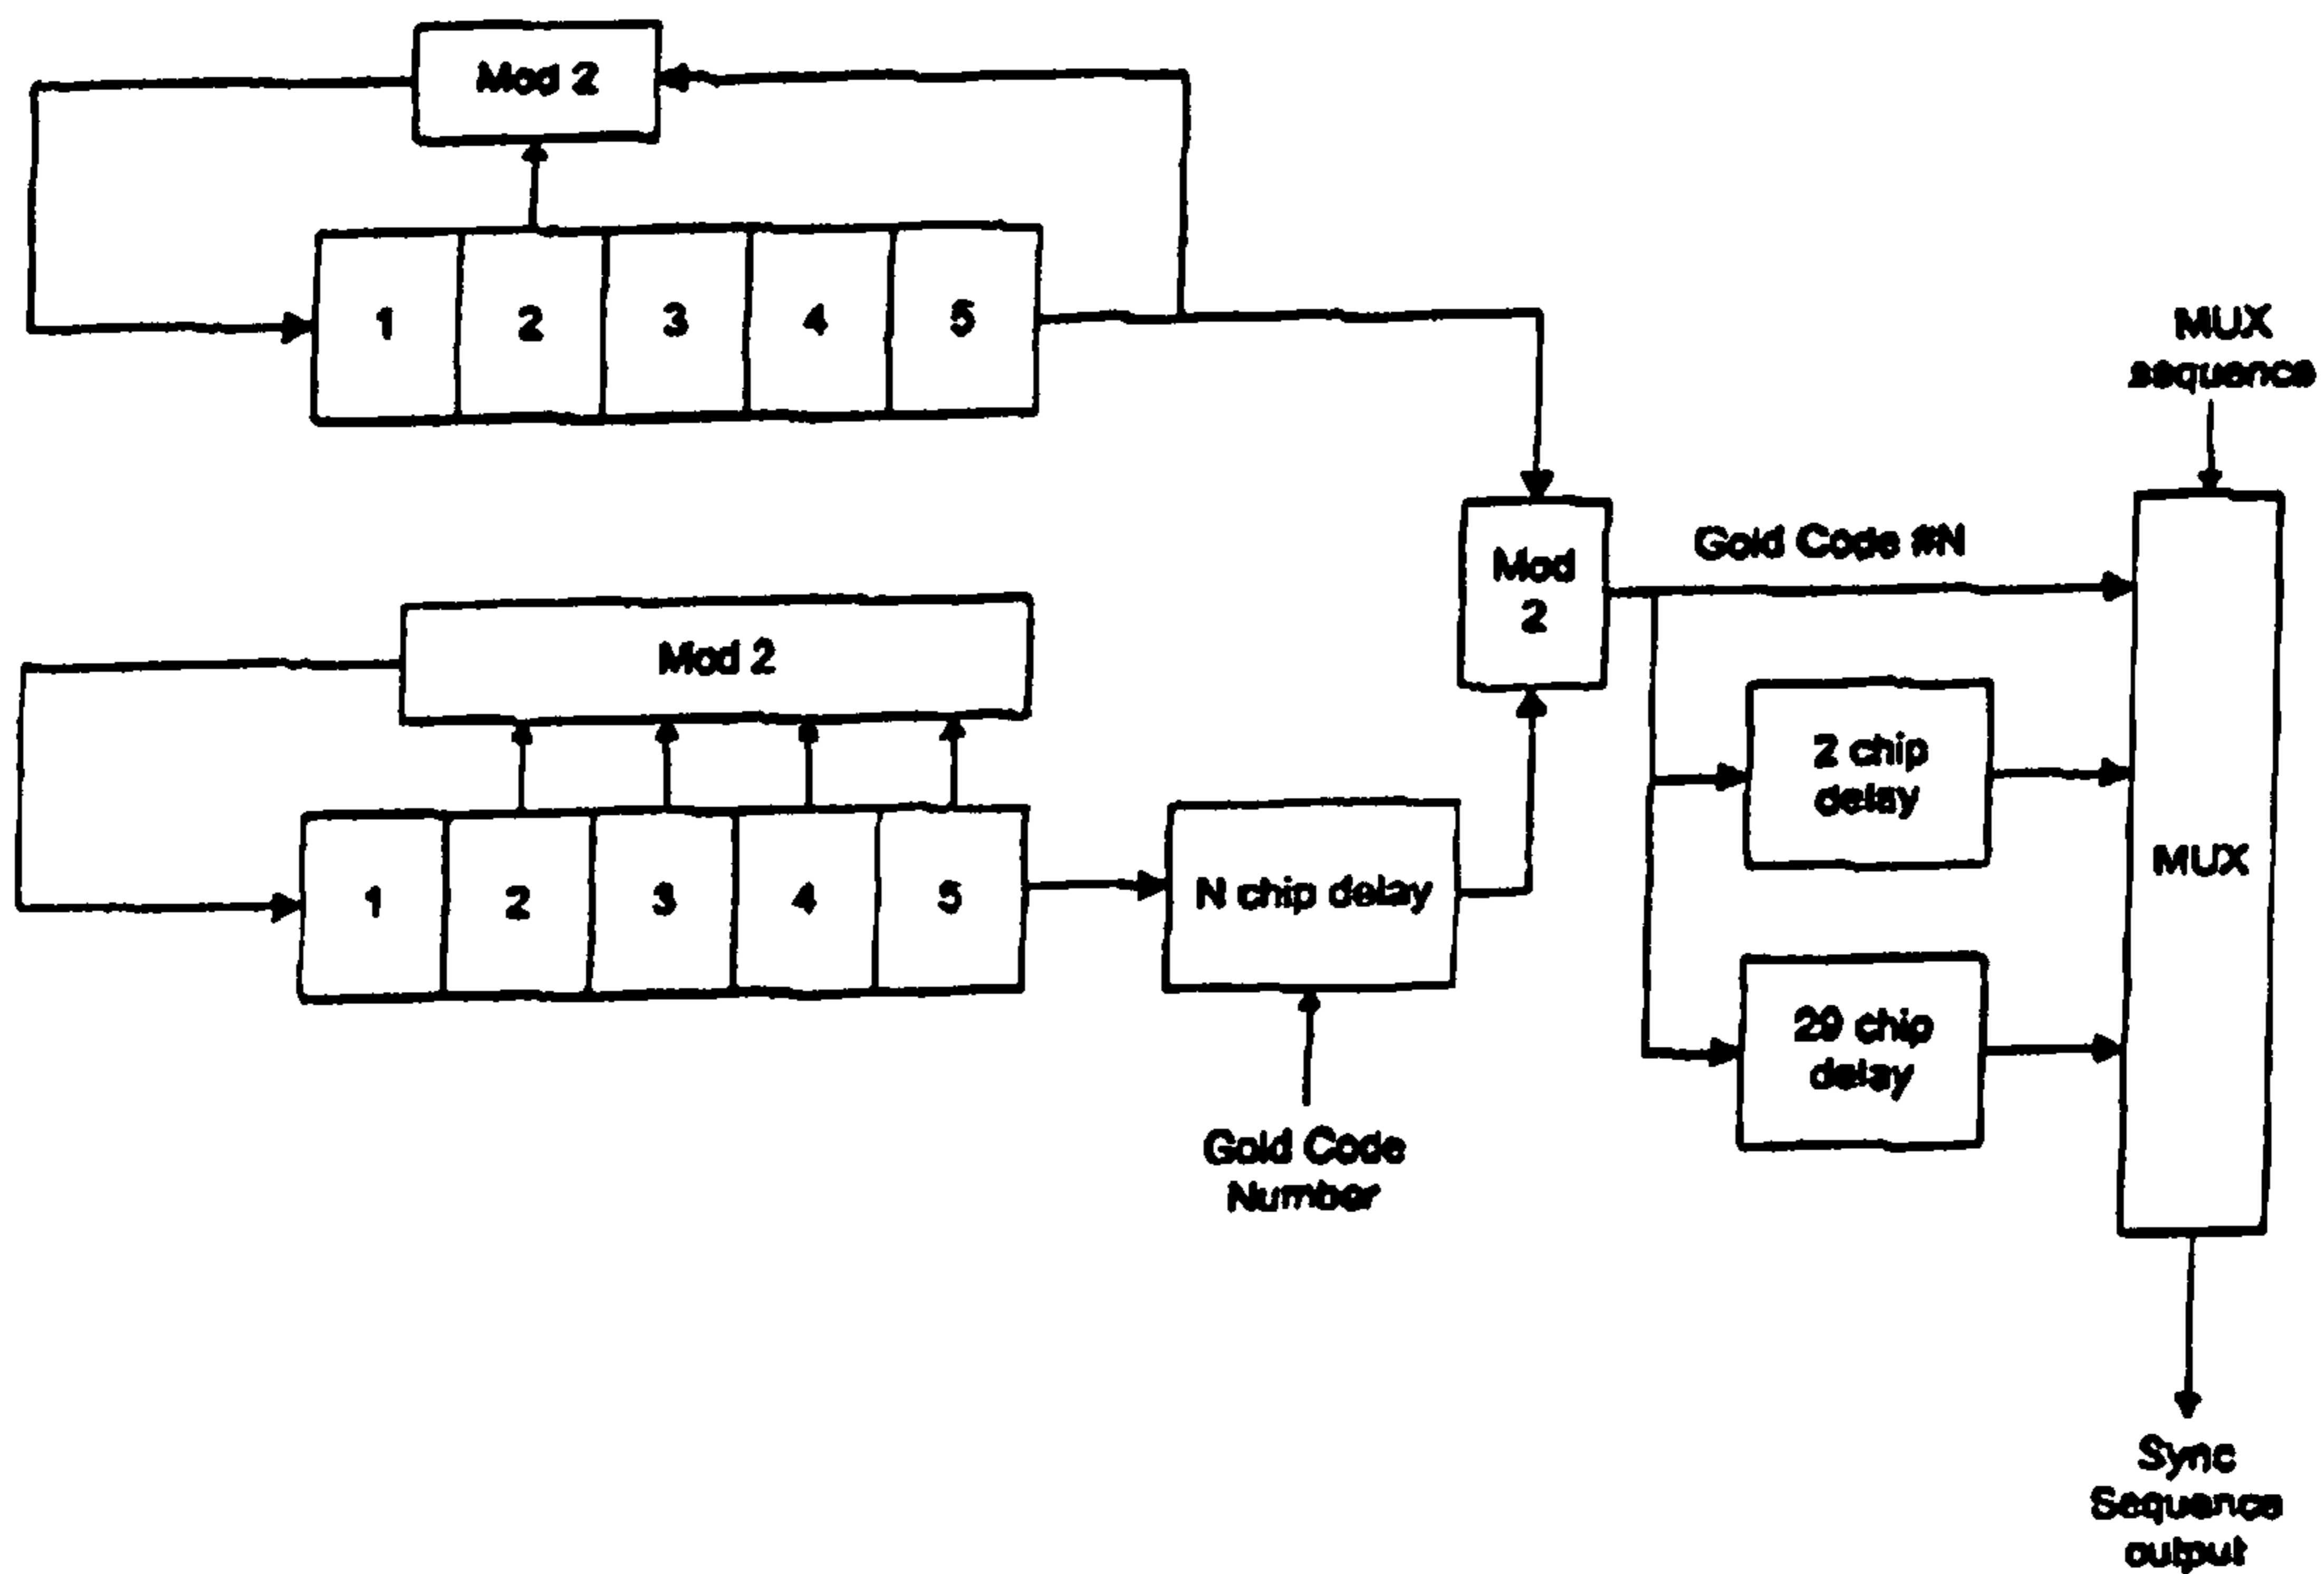 Mod 2
1 2 3 4 5
MUX
sequence
Mod
2
Gold Code #N
Mod 2
2 chip
delay
MUX
1 2 3 4 5
N chip delay
29 chip
delay
Gold Code
Number
Sync
Sequence
output